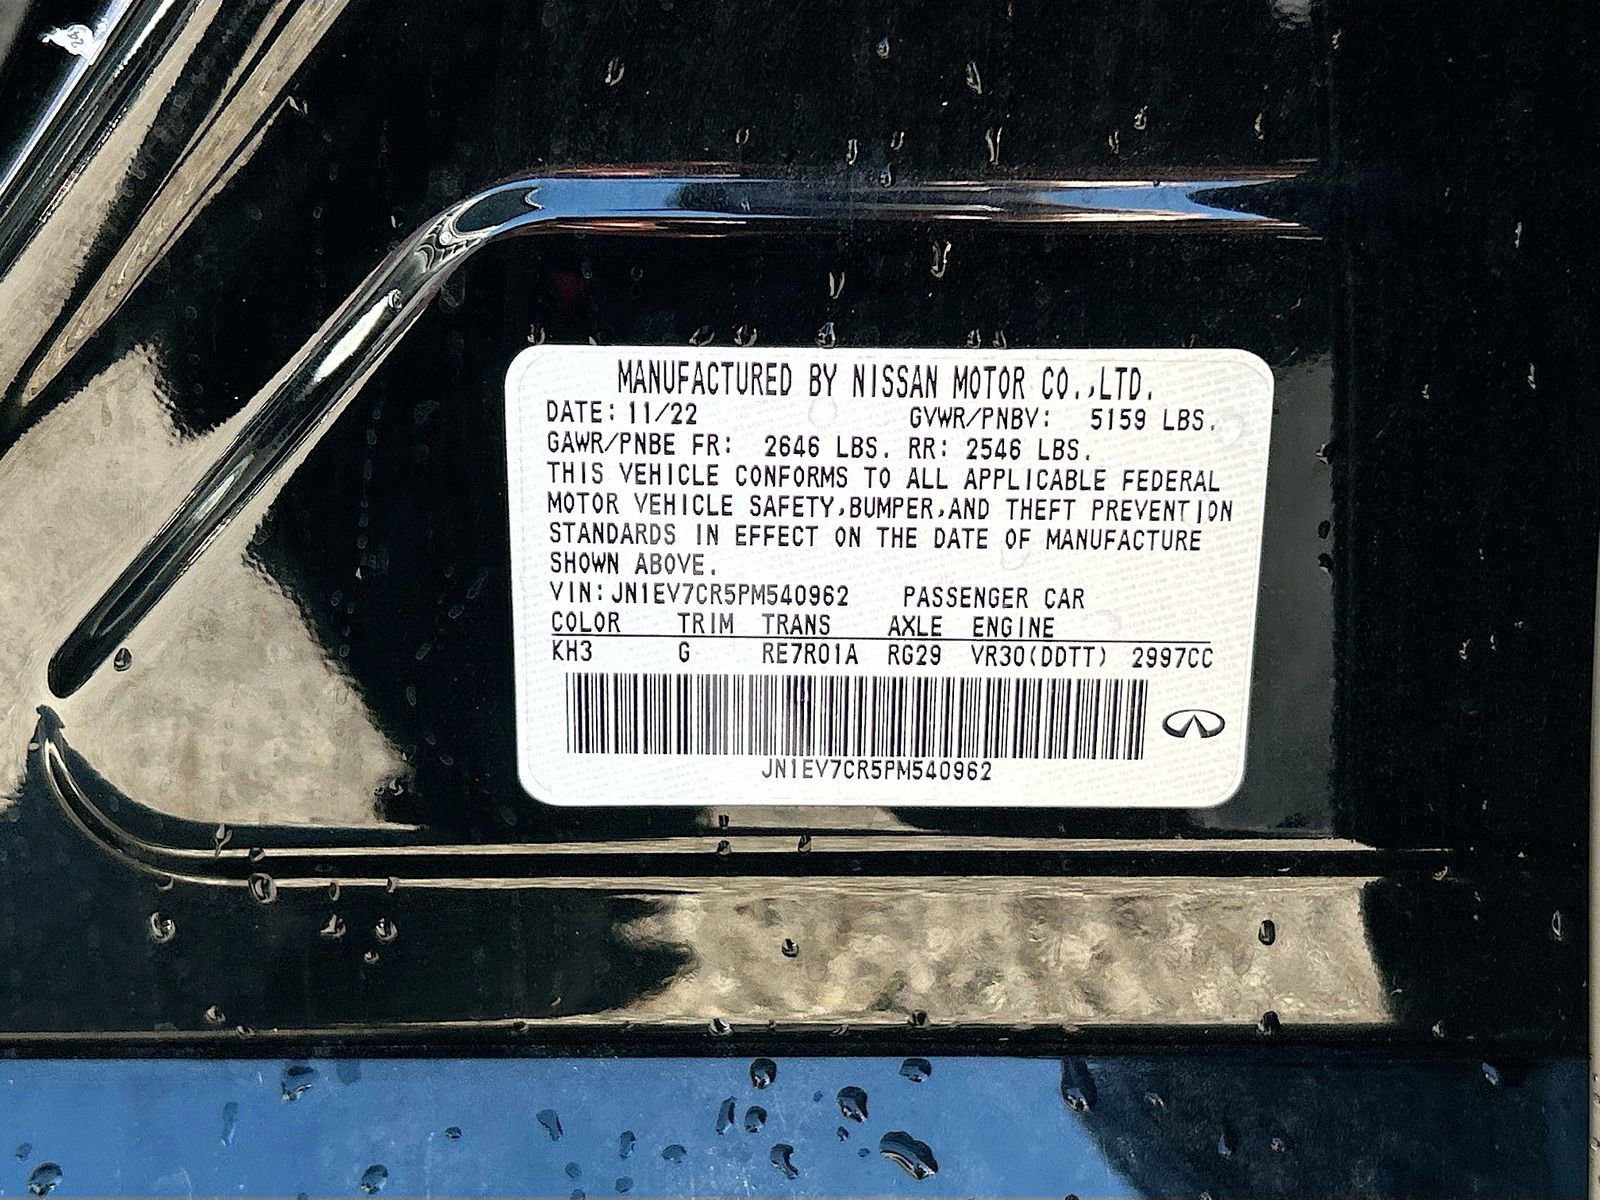 MANUFACTURED BY NISSAN MOTOR CO.,LTD.
DATE: 11/22 GVWR/PNBV: 5159 LBS.
GAWR/PNBE FR: 2646 LBS. RR: 2546 LBS.
THIS VEHICLE CONFORMS TO ALL APPLICABLE FEDERAL
MOTOR VEHICLE SAFETY,BUMPER,AND THEFT PREVENTION
STANDARDS IN EFFECT ON THE DATE OF MANUFACTURE
SHOWN ABOVE.
VIN: JN1EV7CR5PM540962 PASSENGER CAR
COLOR TRIM TRANS AXLE ENGINE
KH3 G RE7R01A RG29 VR30(DDTT) 2997CC
JN1EV7CR5PM540962